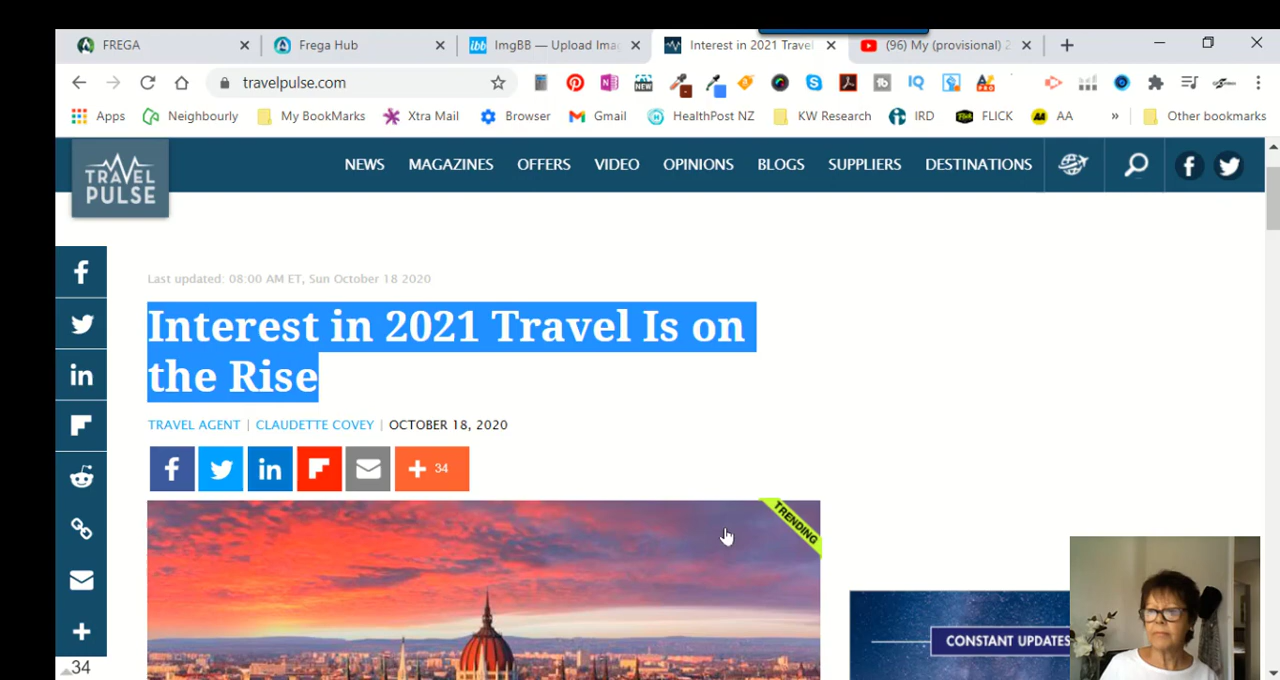 FREGA
Frega Hub
ibb ImgBB — Upload Ima
Interest in 2021 Travel
(96) My (provisional) 2
travelpulse.com
Apps
Neighbourly
My BookMarks
Xtra Mail
Browser
Gmail
HealthPost NZ
KW Research
IRD
FLICK
AA
»
Other bookmarks
TRAVEL
PULSE
NEWS
MAGAZINES
OFFERS
VIDEO
OPINIONS
BLOGS
SUPPLIERS
DESTINATIONS
Last updated: 08:00 AM ET, Sun October 18 2020
Interest in 2021 Travel Is on
the Rise
TRAVEL AGENT | CLAUDETTE COVEY | OCTOBER 18, 2020
+ 34
TRENDING
34
CONSTANT UPDATES